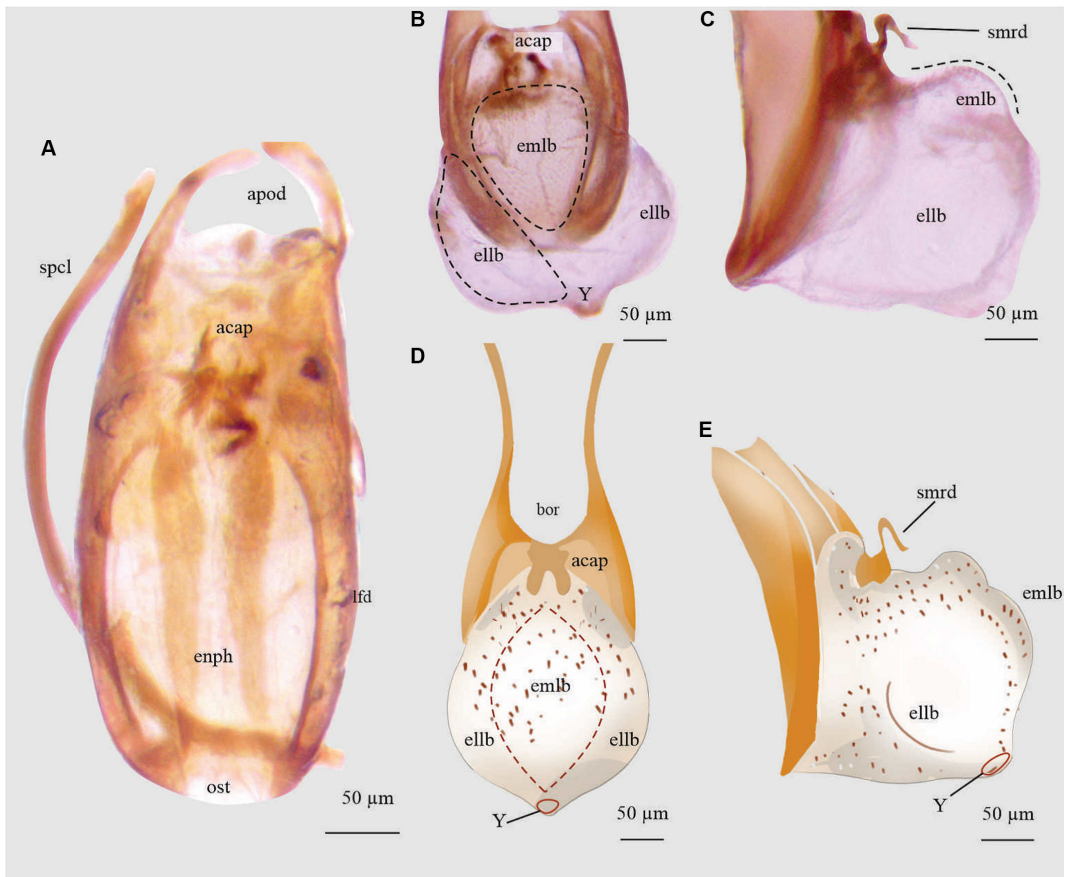 A
apod
spcl
acap
lfd
enph
ost
50 µm
B
acap
emlb
ellb
ellb
Y
50 µm
C
smrd
emlb
ellb
50 µm
D
bor
acap
emlb
ellb
ellb
Y
50 µm
E
smrd
emlb
ellb
Y
50 µm